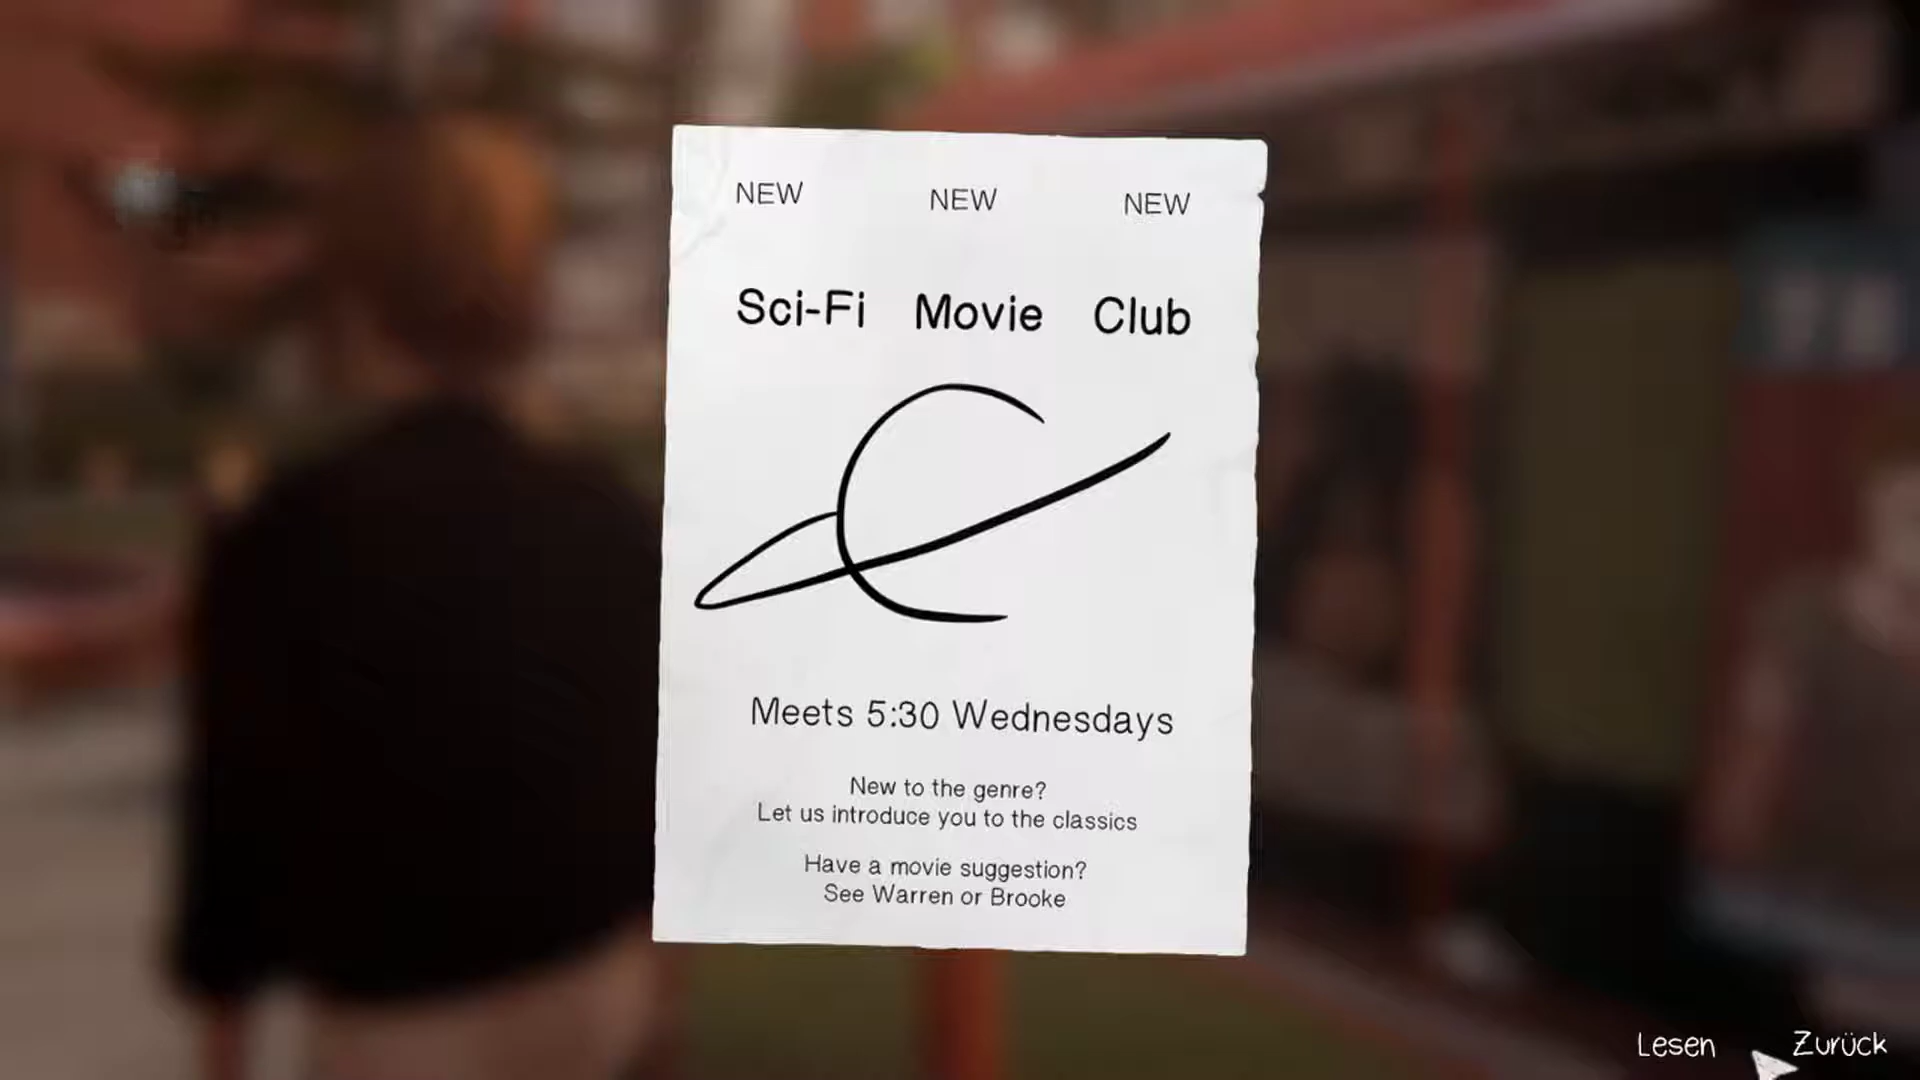 NEW NEW NEW
Sci-Fi Movie Club
Meets 5:30 Wednesdays
New to the genre?
Let us introduce you to the classics
Have a movie suggestion?
See Warren or Brooke
Lesen Zurück